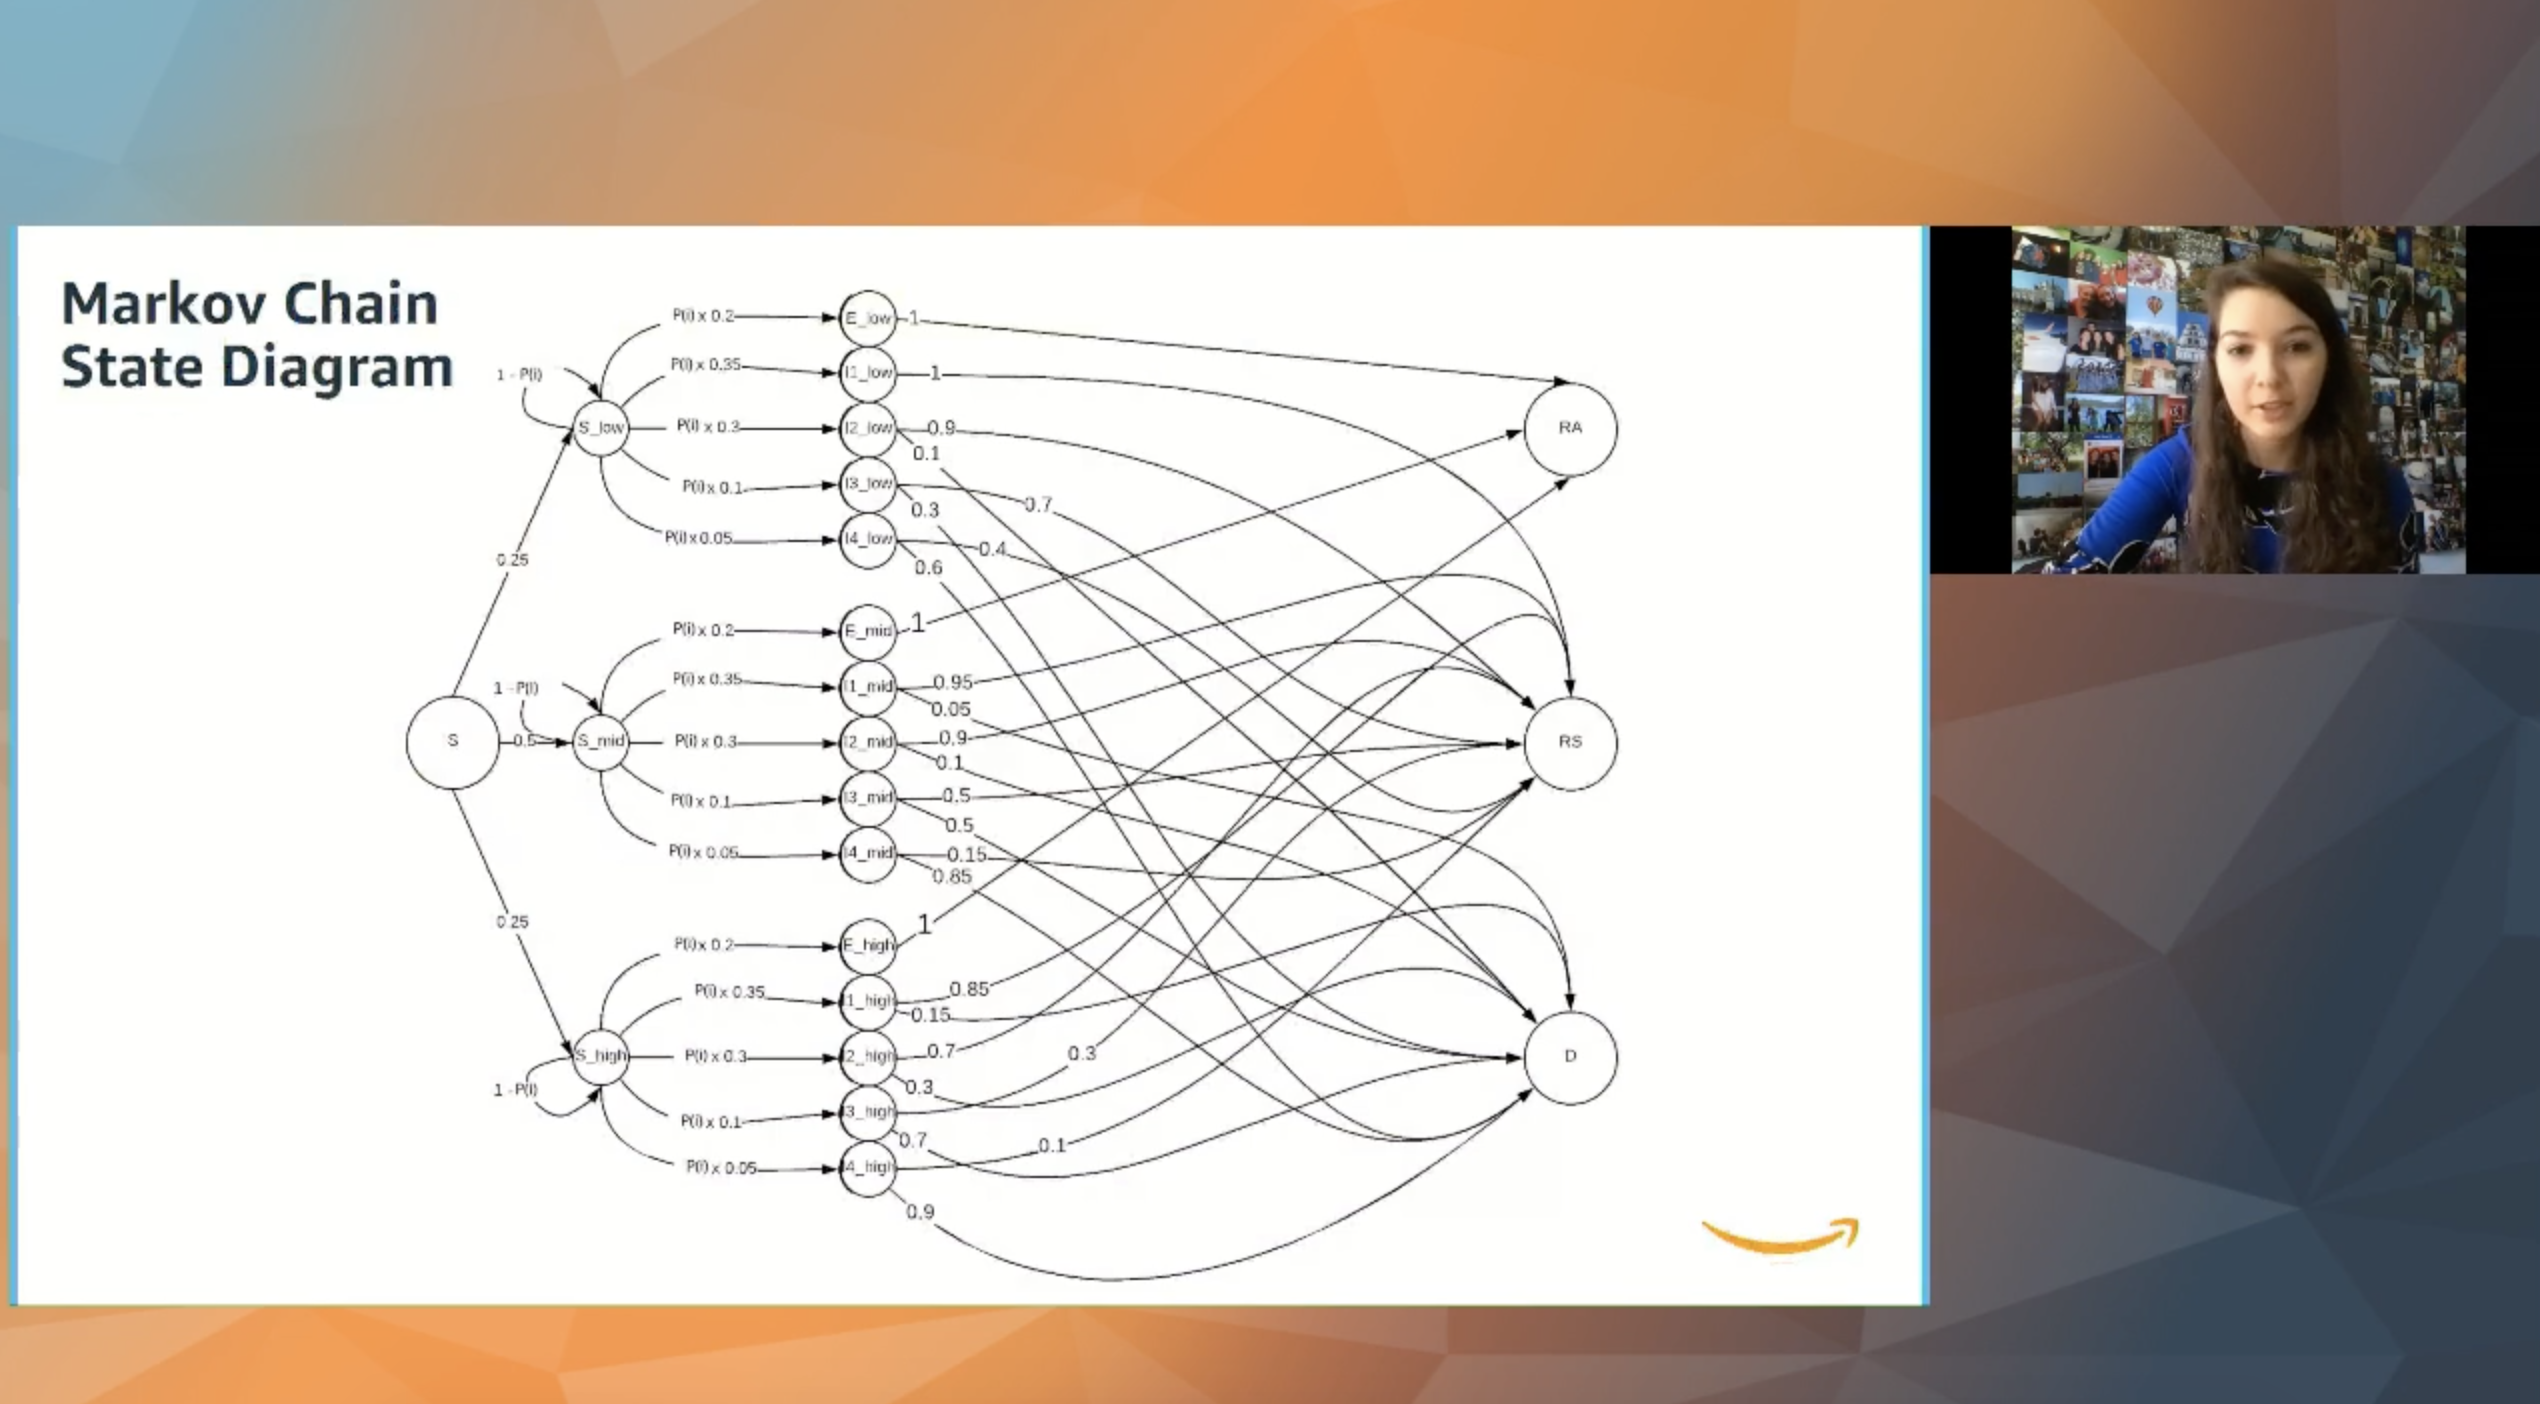 Markov Chain
State Diagram
P(i) x 0.2
E_low
1
P(i) x 0.35
I1_low
1
1 - P(i)
S_low
P(i) x 0.3
I2_low
0.9
0.1
RA
P(i) x 0.1
I3_low
0.7
0.3
P(i) x 0.05
I4_low
0.4
0.6
0.25
P(i) x 0.2
E_mid
1
P(i) x 0.35
I1_mid
0.95
0.05
1 - P(i)
S
0.5
S_mid
P(i) x 0.3
I2_mid
0.9
0.1
RS
P(i) x 0.1
I3_mid
0.5
0.5
P(i) x 0.05
I4_mid
0.15
0.85
0.25
P(i) x 0.2
E_high
1
P(i) x 0.35
I1_high
0.85
0.15
S_high
P(i) x 0.3
I2_high
0.7
0.3
0.3
D
1 - P(i)
P(i) x 0.1
I3_high
0.7
P(i) x 0.05
I4_high
0.1
0.9